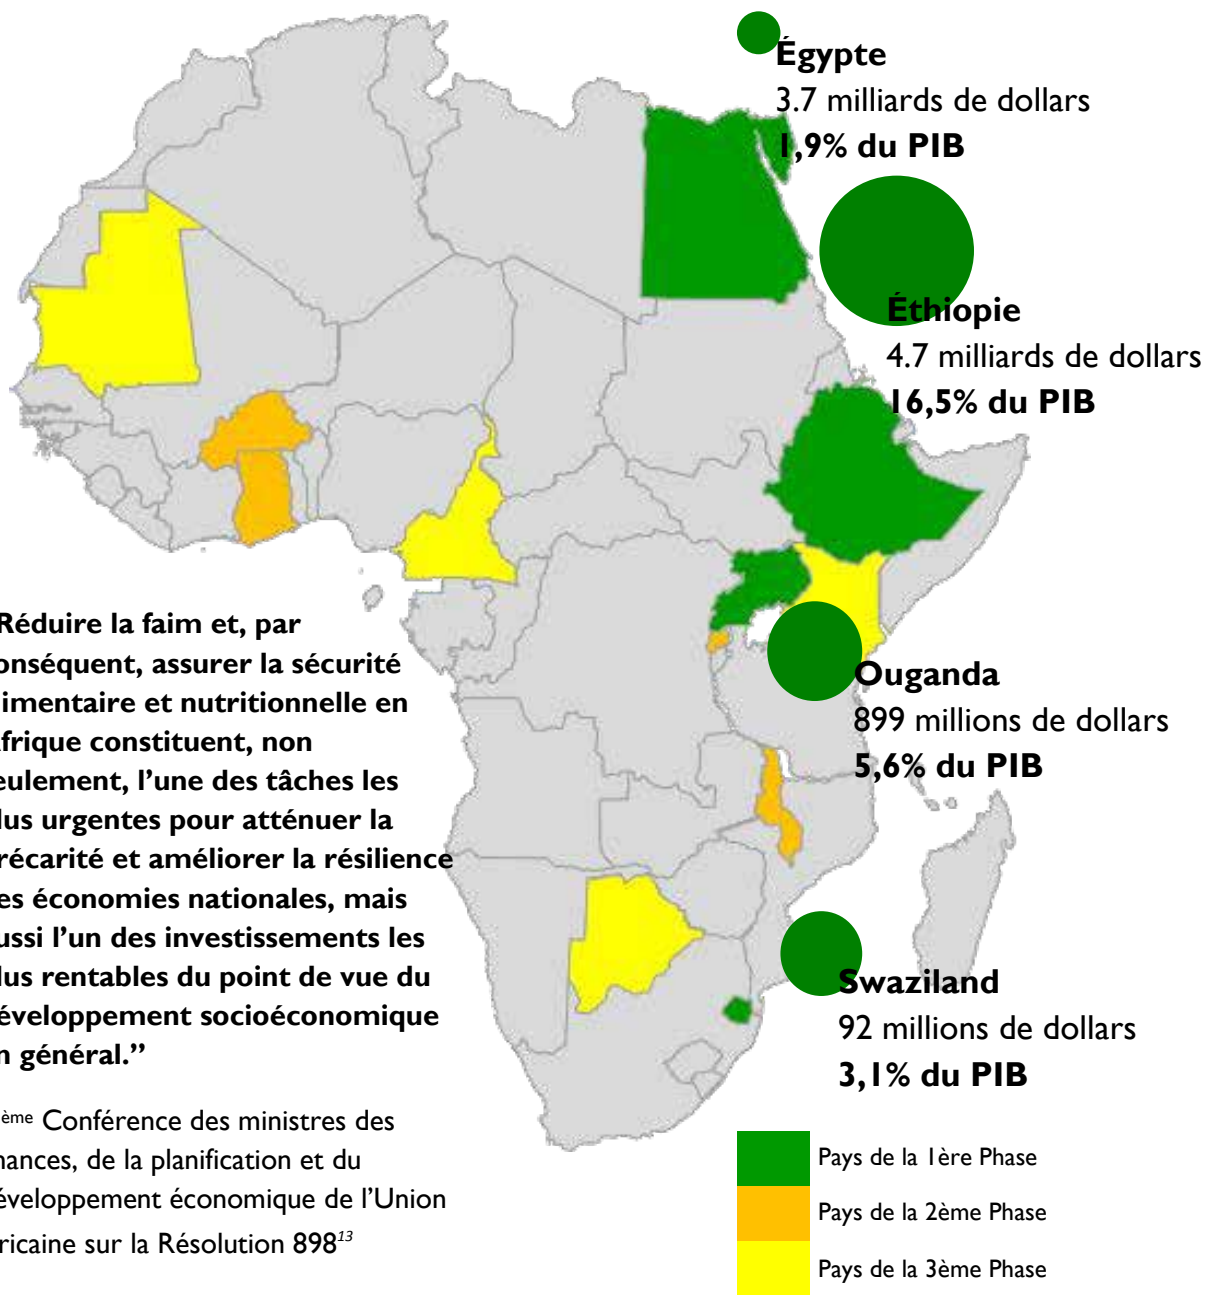 Égypte
3.7 milliards de dollars
1,9% du PIB
Éthiopie
4.7 milliards de dollars
16,5% du PIB
Ouganda
899 millions de dollars
5,6% du PIB
Swaziland
92 millions de dollars
3,1% du PIB
Réduire la faim et, par
onséquent, assurer la sécurité
imentaire et nutritionnelle en
frique constituent, non
eulement, l’une des tâches les
lus urgentes pour atténuer la
récarité et améliorer la résilience
es économies nationales, mais
ussi l’un des investissements les
lus rentables du point de vue du
éveloppement socioéconomique
n général.”
ème Conférence des ministres des
nances, de la planification et du
éveloppement économique de l’Union
ricaine sur la Résolution 898¹³
Pays de la 1ère Phase
Pays de la 2ème Phase
Pays de la 3ème Phase